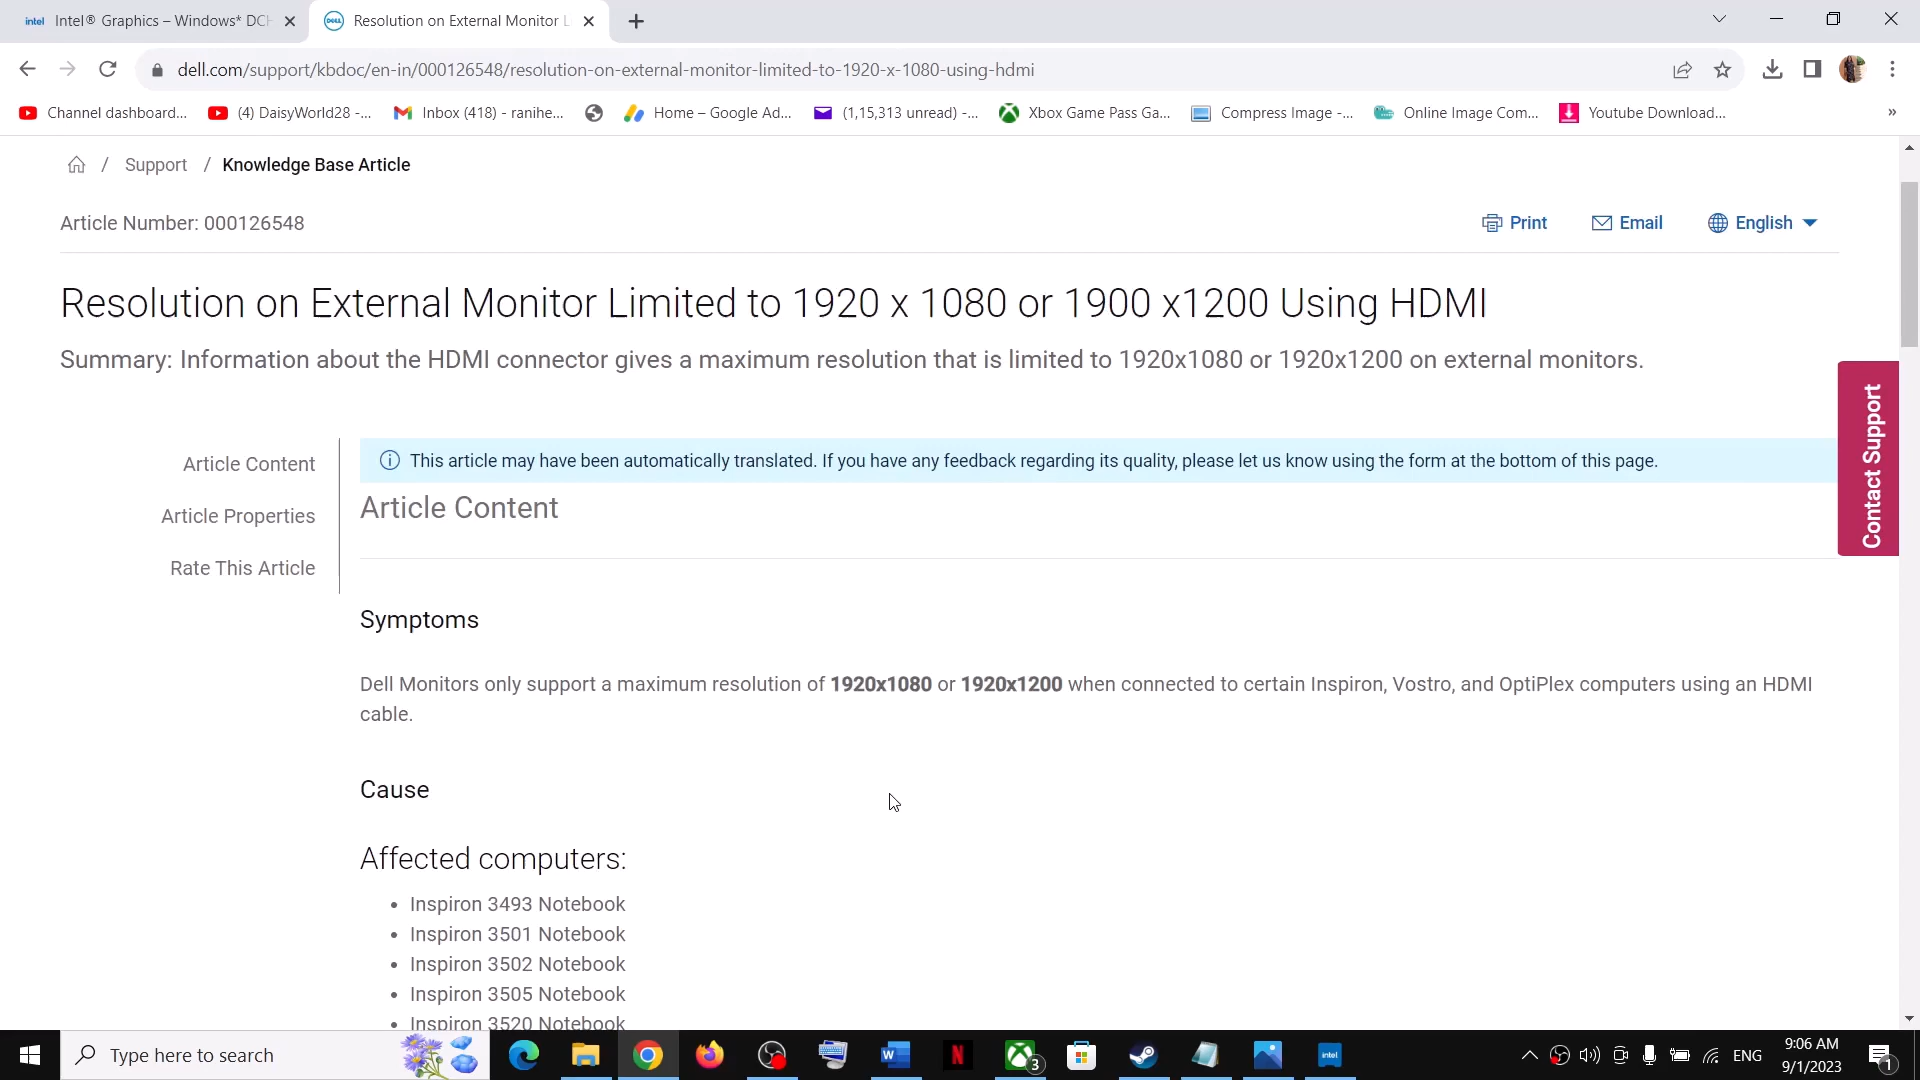 intel Intel® Graphics – Windows* DCH
DELL Resolution on External Monitor L
dell.com/support/kbdoc/en-in/000126548/resolution-on-external-monitor-limited-to-1920-x-1080-using-hdmi
Channel dashboard... (4) DaisyWorld28 -... Inbox (418) - ranihe... Home – Google Ad... (1,15,313 unread) -... Xbox Game Pass Ga... Compress Image -... Online Image Com... Youtube Download... »
/ Support / Knowledge Base Article
Article Number: 000126548
Print Email English
Resolution on External Monitor Limited to 1920 x 1080 or 1900 x1200 Using HDMI
Summary: Information about the HDMI connector gives a maximum resolution that is limited to 1920x1080 or 1920x1200 on external monitors.
Contact Support
Article Content
Article Properties
Rate This Article
This article may have been automatically translated. If you have any feedback regarding its quality, please let us know using the form at the bottom of this page.
Article Content
Symptoms
Dell Monitors only support a maximum resolution of 1920x1080 or 1920x1200 when connected to certain Inspiron, Vostro, and OptiPlex computers using an HDMI
cable.
Cause
Affected computers:
• Inspiron 3493 Notebook
• Inspiron 3501 Notebook
• Inspiron 3502 Notebook
• Inspiron 3505 Notebook
• Inspiron 3520 Notebook
Type here to search
W
N
3
intel
ENG
9:06 AM
9/1/2023
1